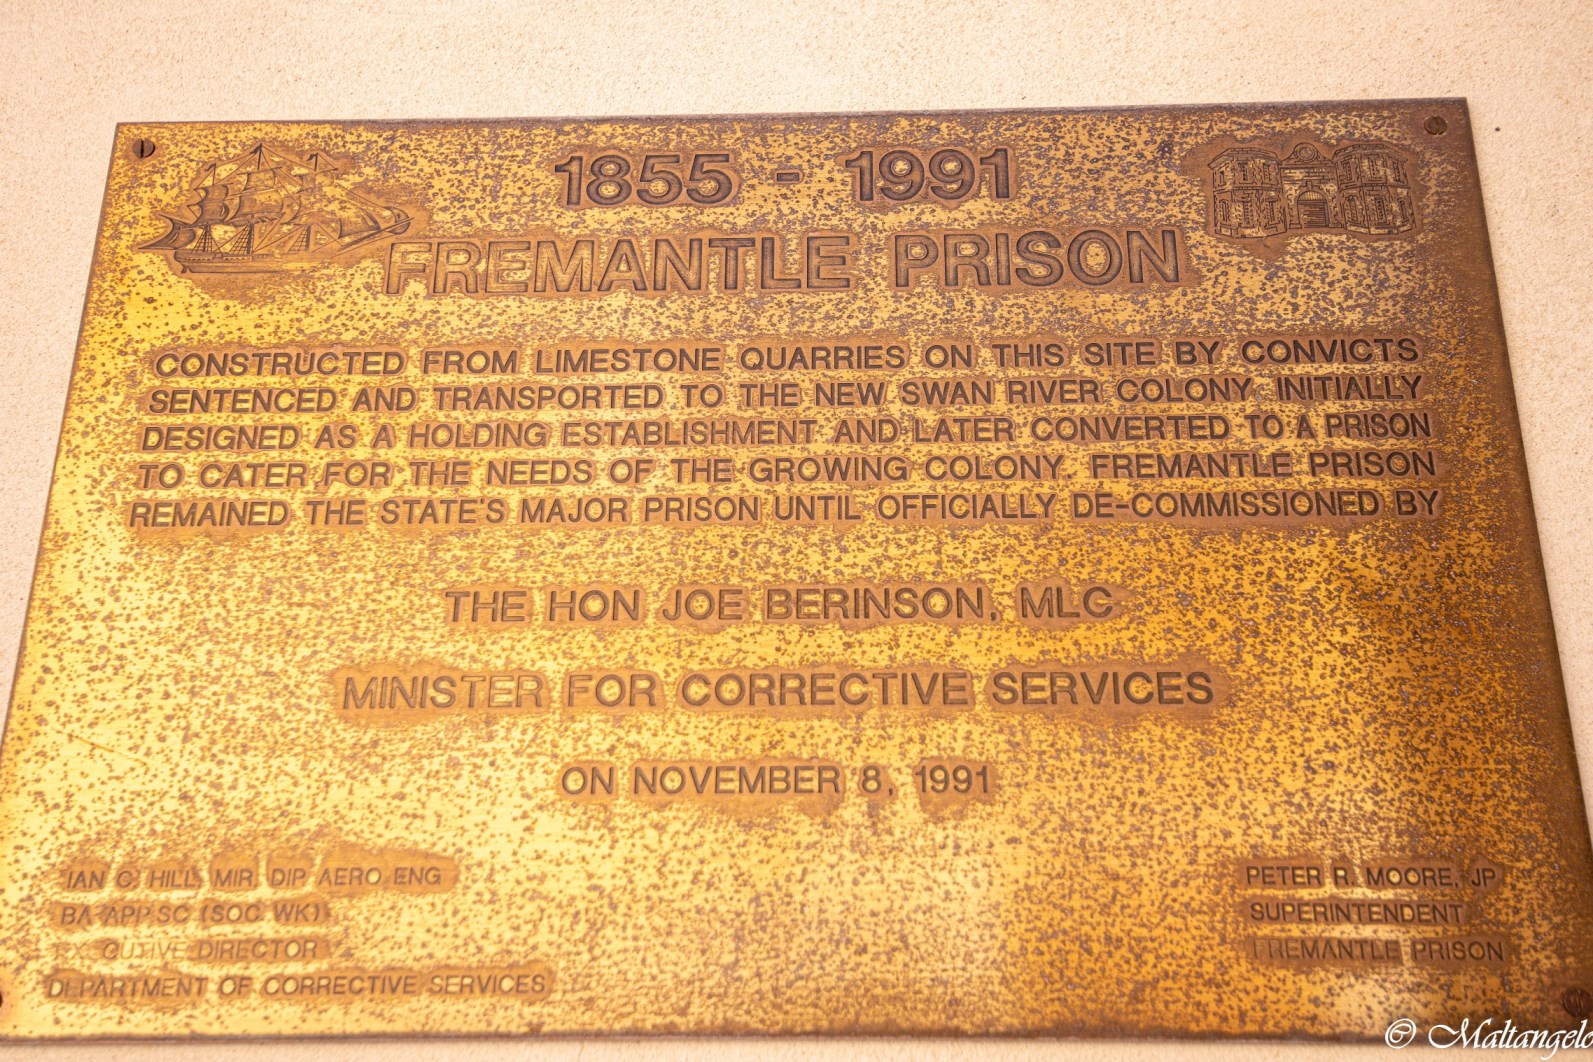 1855 - 1991
FREMANTLE PRISON
CONSTRUCTED FROM LIMESTONE QUARRIES ON THIS SITE BY CONVICTS
SENTENCED AND TRANSPORTED TO THE NEW SWAN RIVER COLONY. INITIALLY
DESIGNED AS A HOLDING ESTABLISHMENT AND LATER CONVERTED TO A PRISON
TO CATER FOR THE NEEDS OF THE GROWING COLONY. FREMANTLE PRISON
REMAINED THE STATE'S MAJOR PRISON UNTIL OFFICIALLY DE-COMMISSIONED BY
THE HON JOE BERINSON, MLC
MINISTER FOR CORRECTIVE SERVICES
ON NOVEMBER 8, 1991
IAN C. HILL MIR. DIP AERO ENG
BA APP SC (SOC WK)
EXECUTIVE DIRECTOR
DEPARTMENT OF CORRECTIVE SERVICES
PETER R. MOORE, JP
SUPERINTENDENT
FREMANTLE PRISON
© Maltangelo